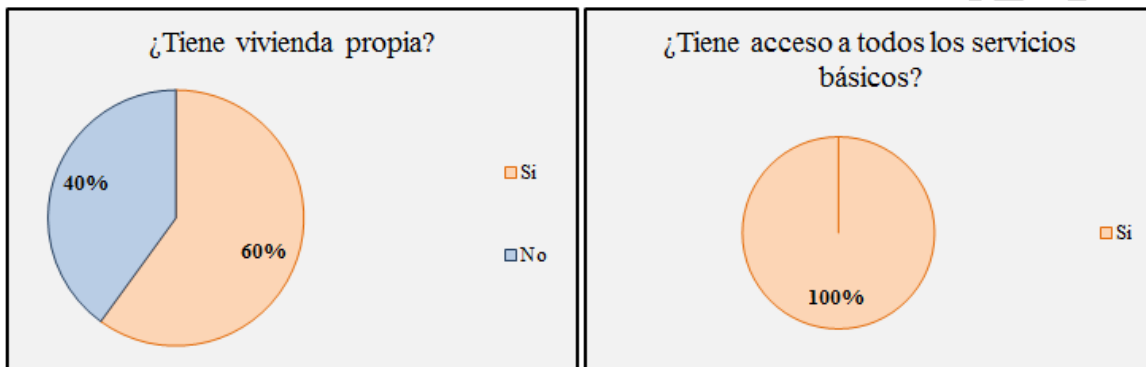 ¿Tiene vivienda propia?
40%
60%
Si
No
¿Tiene acceso a todos los servicios
básicos?
100%
Si